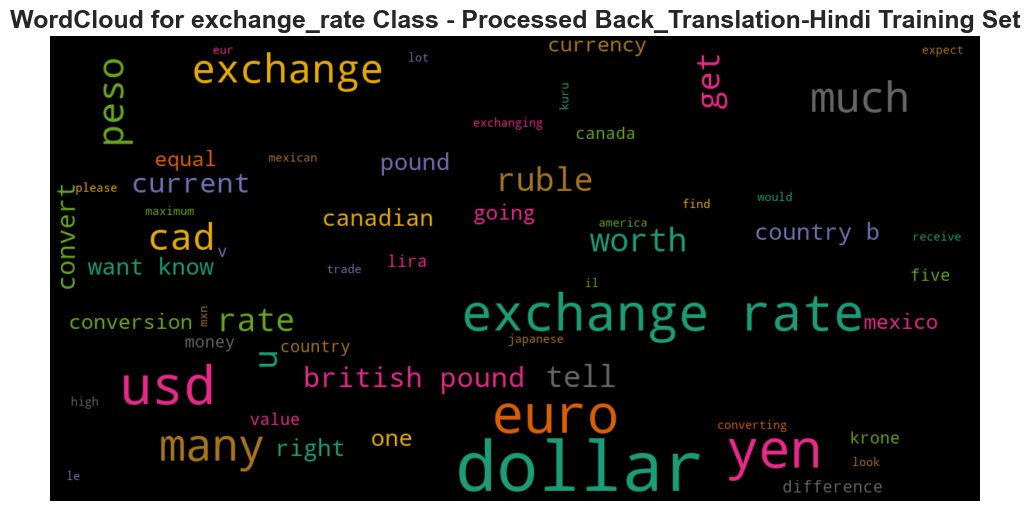 WordCloud for exchange_rate Class - Processed Back_Translation-Hindi Training Set
eur
lot
currency
expect
exchange
peso
get
much
kuru
exchanging
canada
equal
mexican
pound
current
please
ruble
convert
maximum
canadian
going
find
would
america
cad
v
worth
country b
receive
want know
trade
lira
il
five
conversion
mxn
rate
exchange rate
mexico
money
u
country
japanese
usd
british pound
tell
high
value
euro
converting
many
right
one
dollar
yen
krone
look
le
difference